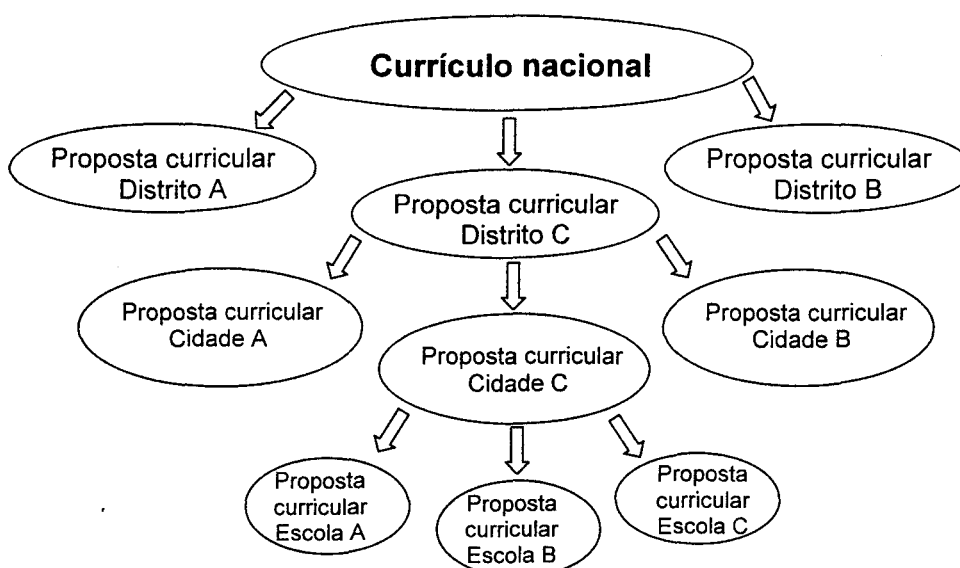 Currículo nacional
Proposta curricular
Distrito A
Proposta curricular
Distrito B
Proposta curricular
Distrito C
Proposta curricular
Cidade A
Proposta curricular
Cidade B
Proposta curricular
Cidade C
Proposta
curricular
Escola A
Proposta
curricular
Escola B
Proposta
curricular
Escola C